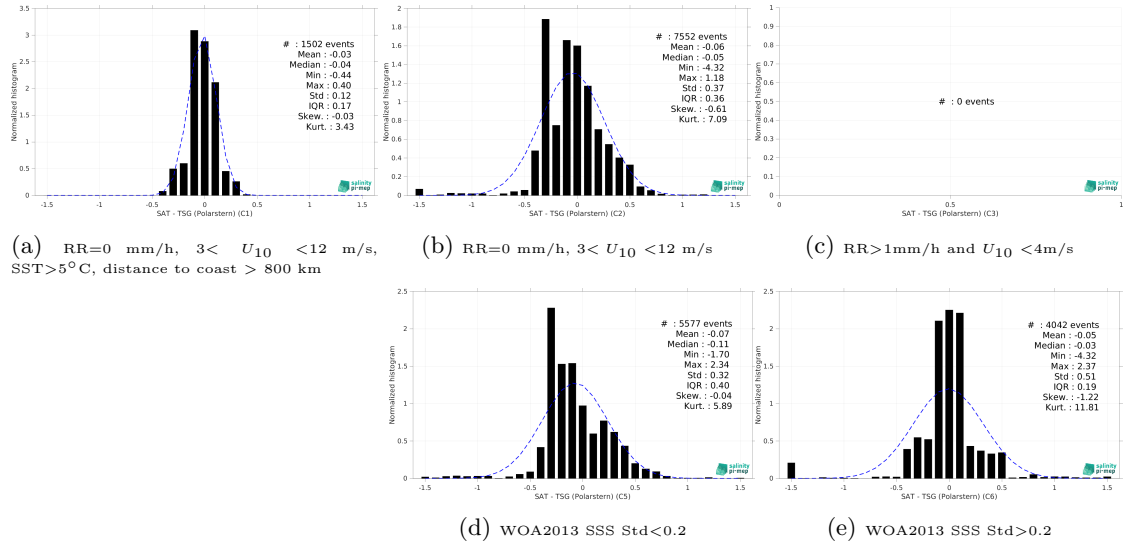 3.5
3
2.5
2
1.5
1
0.5
0
-1.5 -1 -0.5 0 0.5 1 1.5
Normalized histogram
SAT - TSG (Polarstern) (C1)
# : 1502 events
Mean : -0.03
Median : -0.04
Min : -0.44
Max : 0.40
Std : 0.12
IQR : 0.17
Skew. : -0.03
Kurt. : 3.43
salinity
pi-mep
(a) RR=0 mm/h, 3< U10 <12 m/s,
SST>5°C, distance to coast > 800 km
2
1.8
1.6
1.4
1.2
1
0.8
0.6
0.4
0.2
0
-1.5 -1 -0.5 0 0.5 1 1.5
Normalized histogram
SAT - TSG (Polarstern) (C2)
# : 7552 events
Mean : -0.06
Median : -0.05
Min : -4.32
Max : 1.18
Std : 0.37
IQR : 0.36
Skew. : -0.61
Kurt. : 7.09
salinity
pi-mep
(b) RR=0 mm/h, 3< U10 <12 m/s
1
0.9
0.8
0.7
0.6
0.5
0.4
0.3
0.2
0.1
0
0 0.5 1
Normalized histogram
SAT - TSG (Polarstern) (C3)
# : 0 events
salinity
pi-mep
(c) RR>1mm/h and U10 <4m/s
2.5
2
1.5
1
0.5
0
-1.5 -1 -0.5 0 0.5 1 1.5
Normalized histogram
SAT - TSG (Polarstern) (C5)
# : 5577 events
Mean : -0.07
Median : -0.11
Min : -1.70
Max : 2.34
Std : 0.32
IQR : 0.40
Skew. : -0.04
Kurt. : 5.89
salinity
pi-mep
(d) WOA2013 SSS Std<0.2
2.5
2
1.5
1
0.5
0
-1.5 -1 -0.5 0 0.5 1 1.5
Normalized histogram
SAT - TSG (Polarstern) (C6)
# : 4042 events
Mean : -0.05
Median : -0.03
Min : -4.32
Max : 2.37
Std : 0.51
IQR : 0.19
Skew. : -1.22
Kurt. : 11.81
salinity
pi-mep
(e) WOA2013 SSS Std>0.2